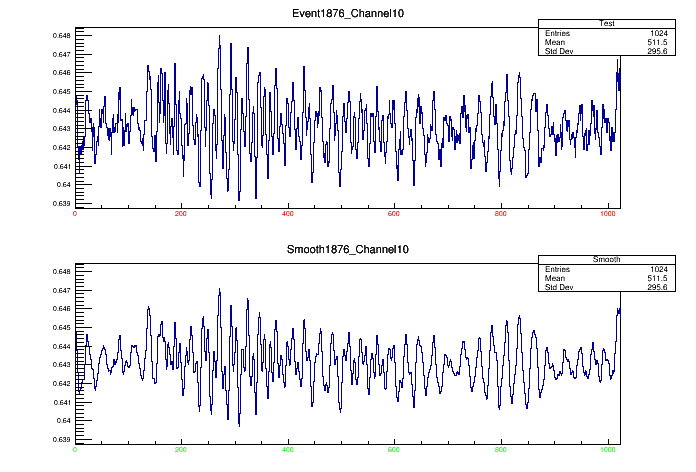 Event1876_Channel10
Test
Entries 1024
Mean 511.5
Std Dev 295.6
0.648
0.647
0.646
0.645
0.644
0.643
0.642
0.641
0.64
0.639
0 200 400 600 800 1000
Smooth1876_Channel10
Smooth
Entries 1024
Mean 511.5
Std Dev 295.6
0.648
0.647
0.646
0.645
0.644
0.643
0.642
0.641
0.64
0.639
0 200 400 600 800 1000